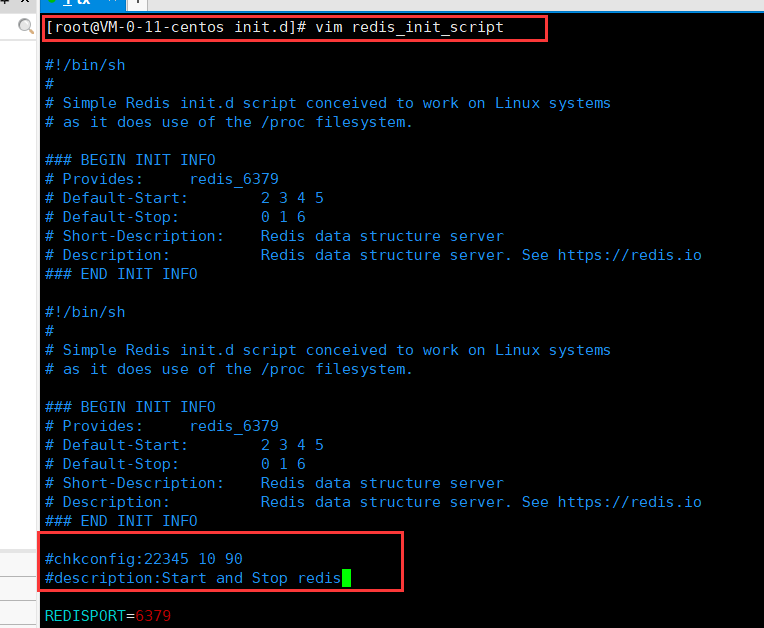 [root@VM-0-11-centos init.d]# vim redis_init_script
#!/bin/sh
#
# Simple Redis init.d script conceived to work on Linux systems
# as it does use of the /proc filesystem.
### BEGIN INIT INFO
# Provides:     redis_6379
# Default-Start:        2 3 4 5
# Default-Stop:         0 1 6
# Short-Description:    Redis data structure server
# Description:          Redis data structure server. See https://redis.io
### END INIT INFO
#!/bin/sh
#
# Simple Redis init.d script conceived to work on Linux systems
# as it does use of the /proc filesystem.
### BEGIN INIT INFO
# Provides:     redis_6379
# Default-Start:        2 3 4 5
# Default-Stop:         0 1 6
# Short-Description:    Redis data structure server
# Description:          Redis data structure server. See https://redis.io
### END INIT INFO
#chkconfig:22345 10 90
#description:Start and Stop redis
REDISPORT=6379